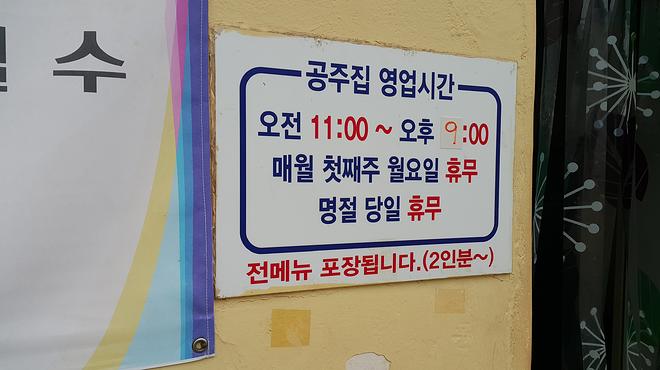 수
공주집 영업시간
오전 11:00 ~ 오후 9:00
매월 첫째주 월요일 휴무
명절 당일 휴무
전메뉴 포장됩니다.(2인분~)